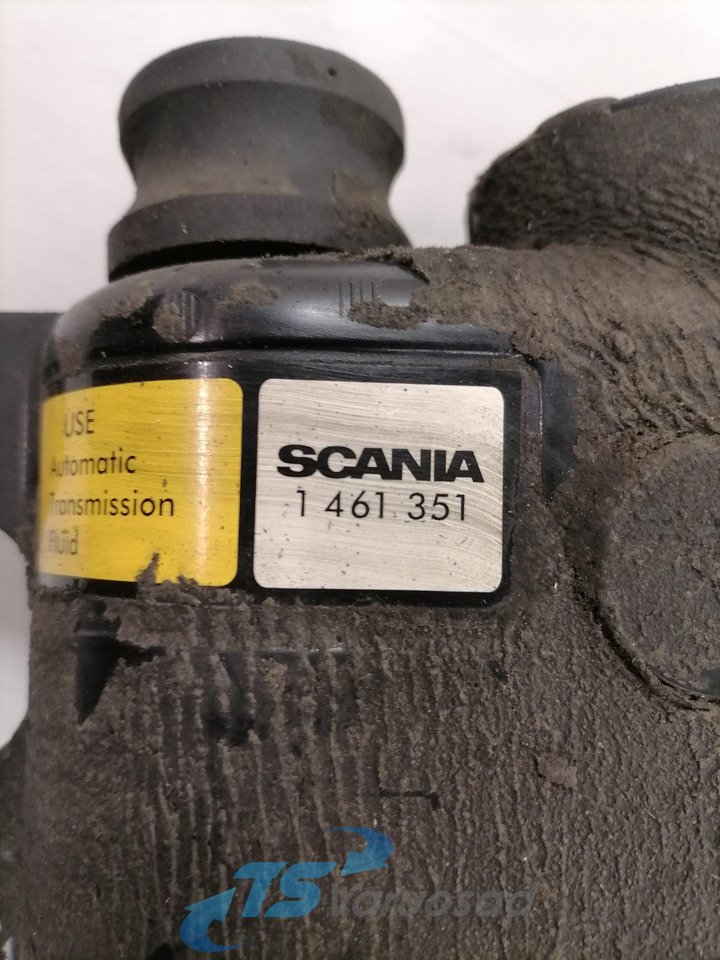 USE
Automatic
Transmission
Fluid
SCANIA
1 461 351
TS
Varuosad